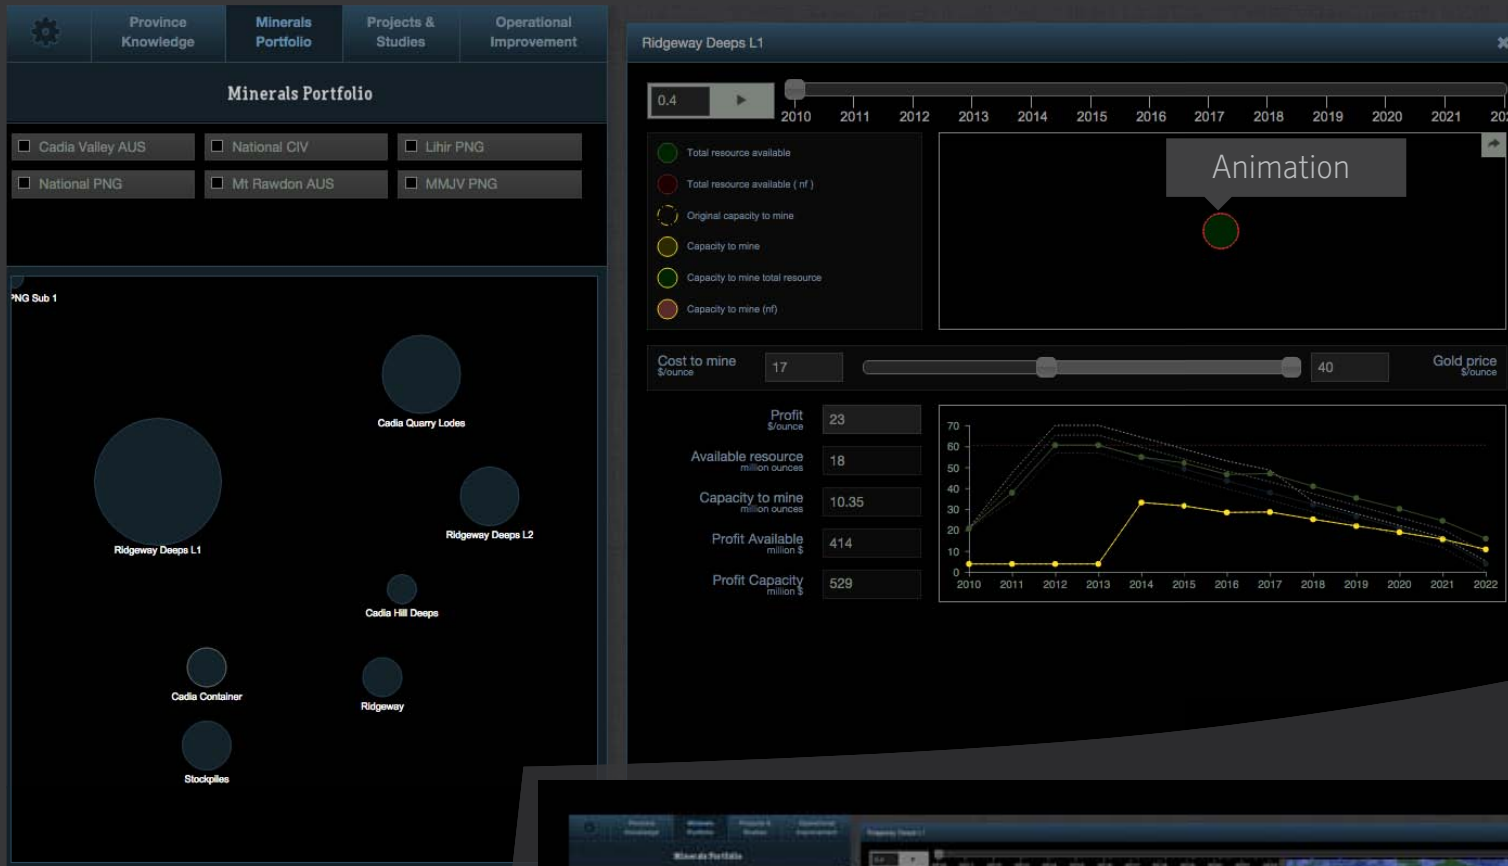 Province Knowledge
Minerals Portfolio
Projects & Studies
Operational Improvement
Minerals Portfolio
Cadia Valley AUS
National CIV
Lihir PNG
National PNG
Mt Rawdon AUS
MMJV PNG
PNG Sub 1
Cadia Quarry Lodes
Ridgeway Deeps L1
Ridgeway Deeps L2
Cadia Hill Deeps
Cadia Container
Ridgeway
Stockpiles
Ridgeway Deeps L1
0.4
2010 2011 2012 2013 2014 2015 2016 2017 2018 2019 2020 2021
Total resource available
Total resource available ( nf )
Original capacity to mine
Capacity to mine
Capacity to mine total resource
Capacity to mine (nf)
Animation
Cost to mine
$/ounce
17
40
Gold price
$/ounce
Profit
$/ounce
23
Available resource
million ounces
18
Capacity to mine
million ounces
10.35
Profit Available
million $
414
Profit Capacity
million $
529
70
60
50
40
30
20
10
0
2010 2011 2012 2013 2014 2015 2016 2017 2018 2019 2020 2021 2022
Minerals Portfolio